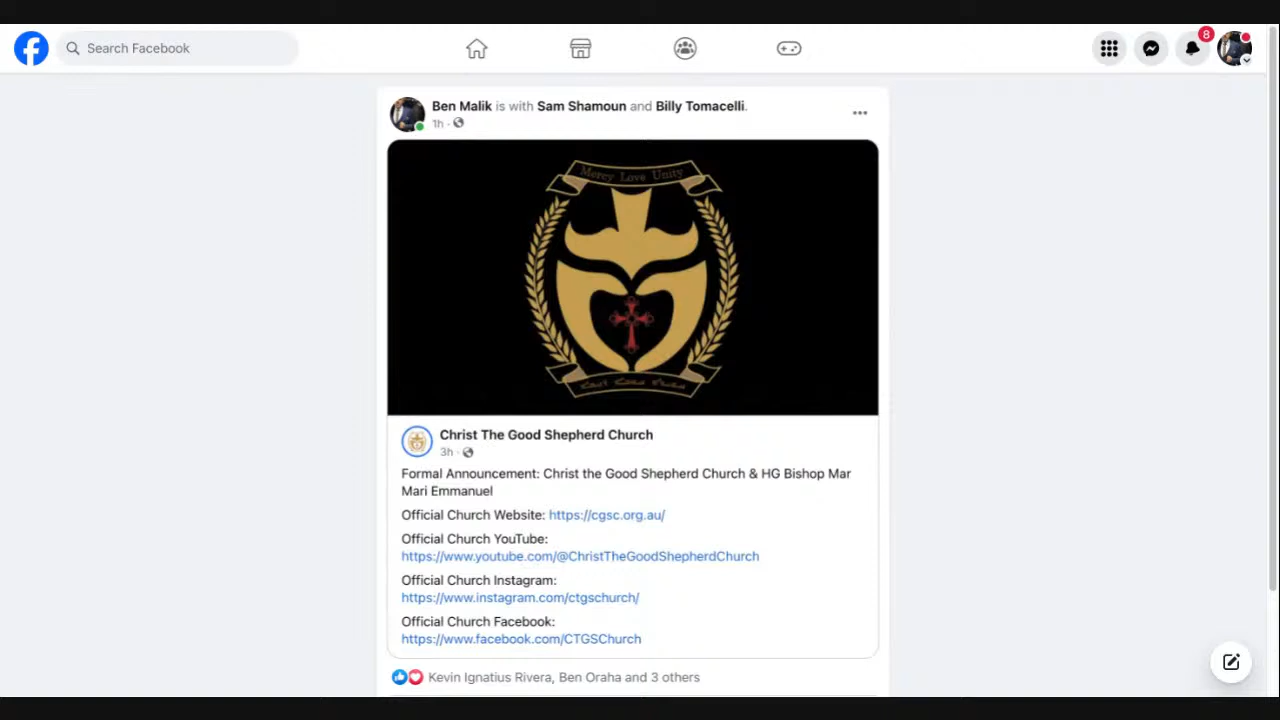 Search Facebook
8
Ben Malik is with Sam Shamoun and Billy Tomacelli.
1h ·
Mercy Love Unity
Christ The Good Shepherd Church
3h ·
Formal Announcement: Christ the Good Shepherd Church & HG Bishop Mar
Mari Emmanuel
Official Church Website: https://cgsc.org.au/
Official Church YouTube:
https://www.youtube.com/@ChristTheGoodShepherdChurch
Official Church Instagram:
https://www.instagram.com/ctgschurch/
Official Church Facebook:
https://www.facebook.com/CTGSChurch
Kevin Ignatius Rivera, Ben Oraha and 3 others